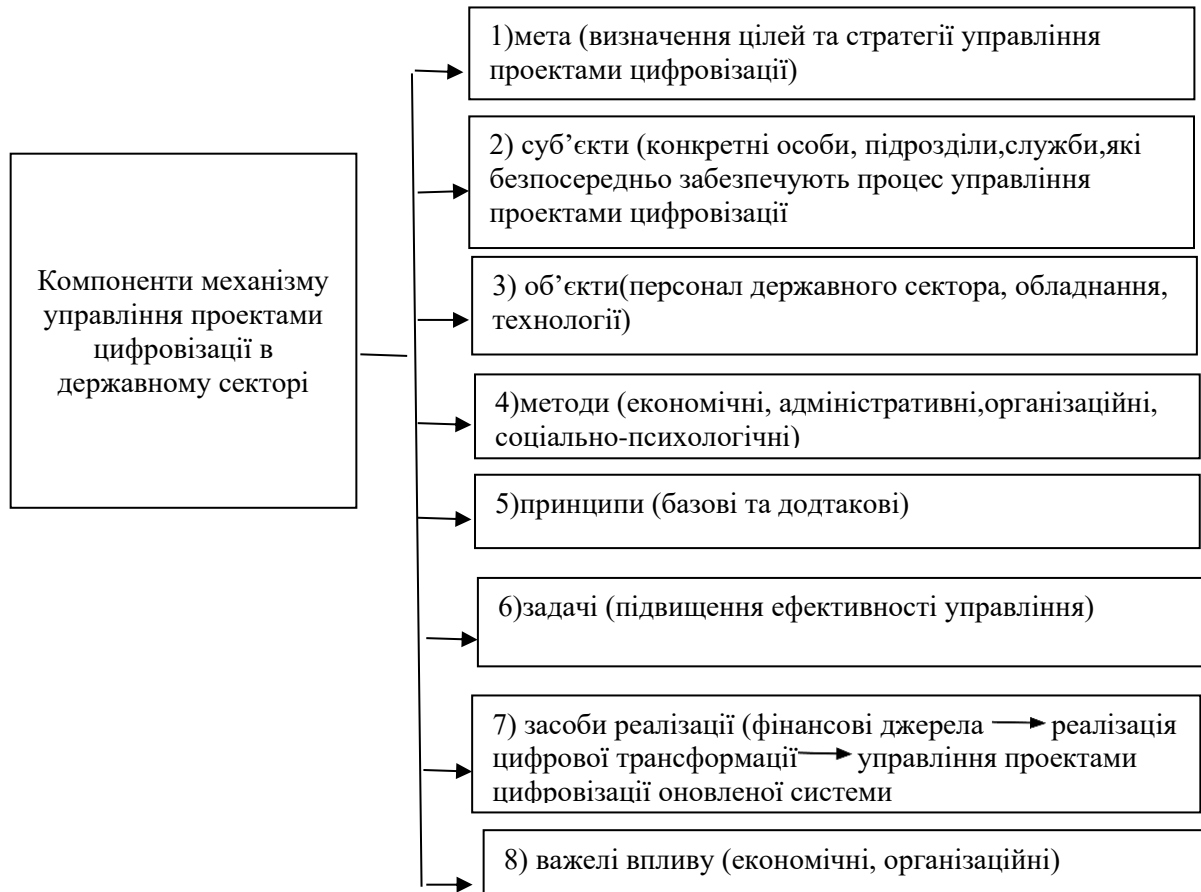 1)мета (визначення цілей та стратегії управління
проектами цифровізації)
2) суб’єкти (конкретні особи, підрозділи,служби,які
безпосередньо забезпечують процес управління
проектами цифровізації
Компоненти механізму
управління проектами
цифровізації в
державному секторі
3) об’єкти(персонал державного сектора, обладнання,
технології)
4)методи (економічні, адміністративні,організаційні,
соціально-психологічні)
5)принципи (базові та додтакові)
6)задачі (підвищення ефективності управління)
7) засоби реалізації (фінансові джерела → реалізація
цифрової трансформації → управління проектами
цифровізації оновленої системи
8) важелі впливу (економічні, організаційні)